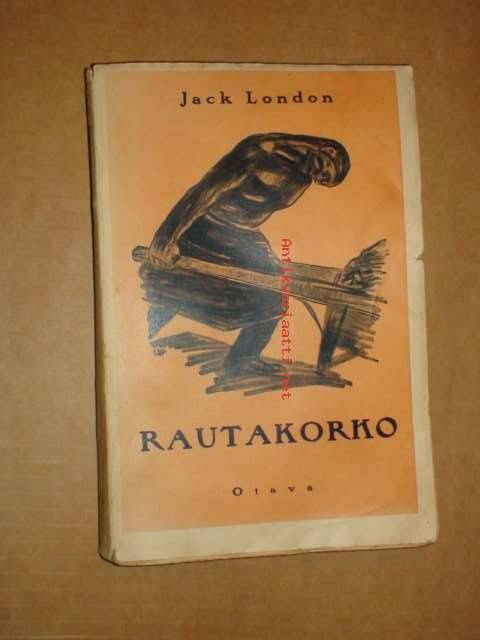 Jack London
Antikvariaatti.net
RAUTAKORKO
Otava